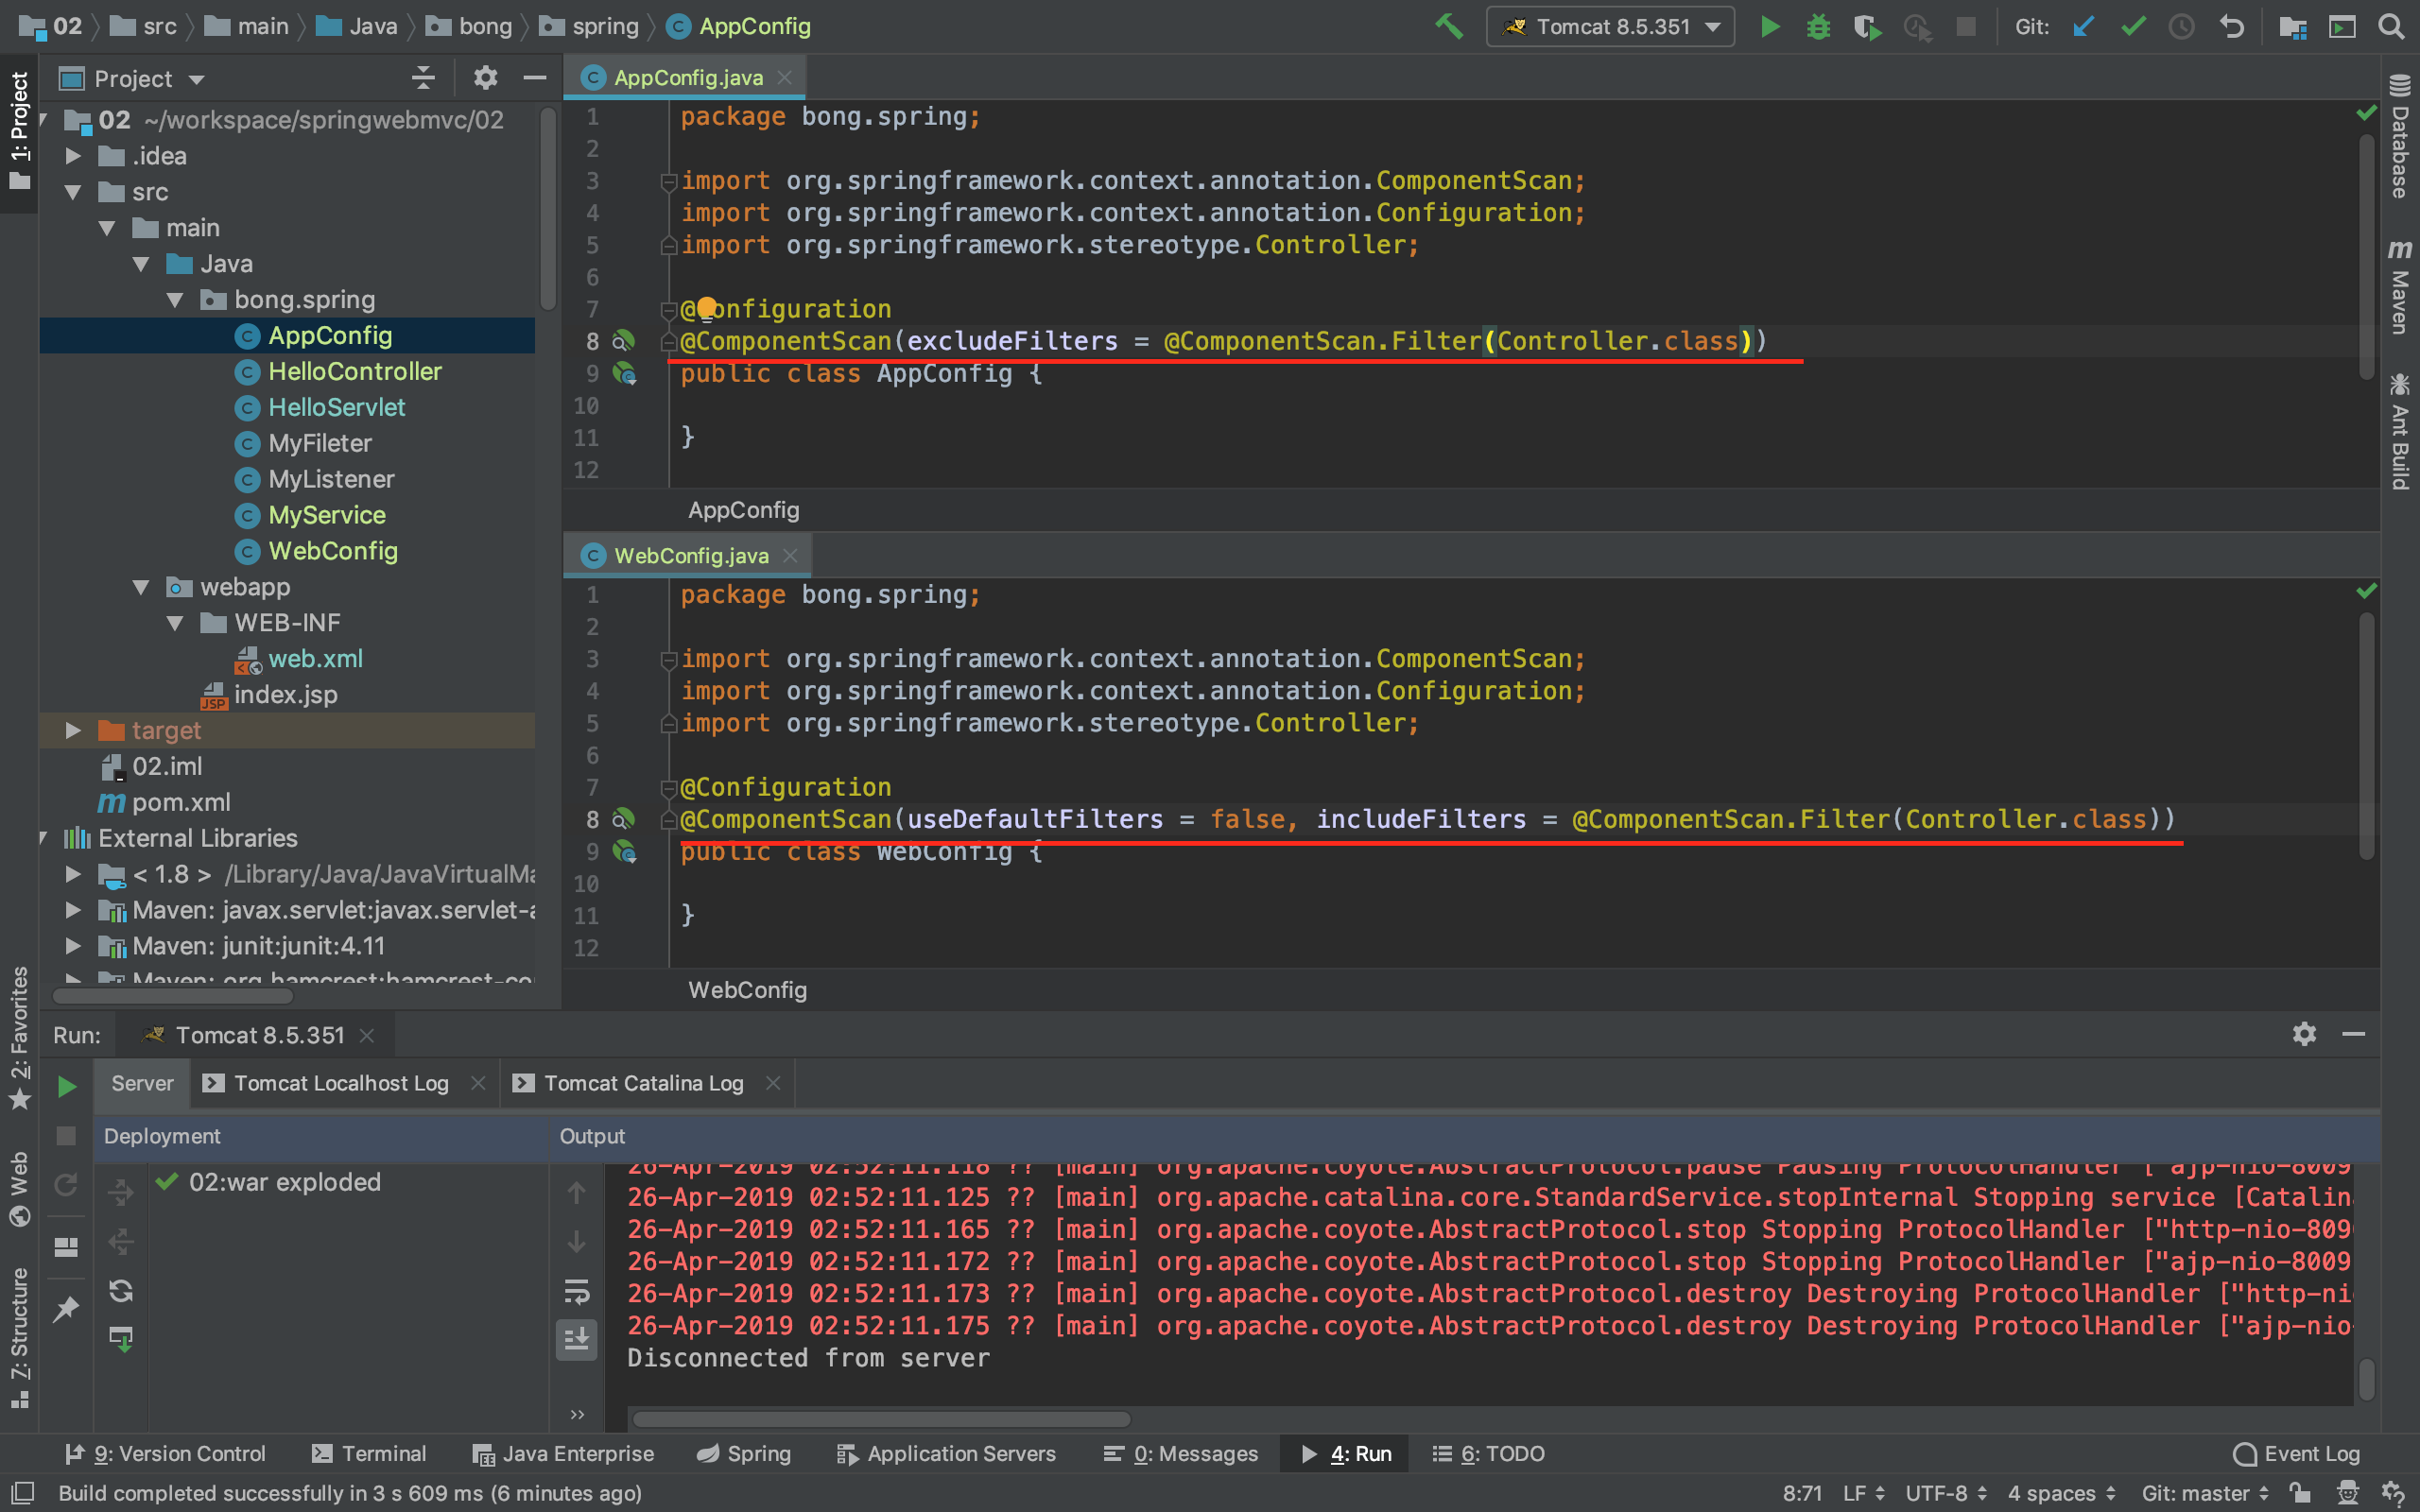 02 src main Java bong spring AppConfig
Tomcat 8.5.351
Git:
1: Project
2: Favorites
Web
7: Structure
Project
02 ~/workspace/springwebmvc/02
.idea
src
main
Java
bong.spring
AppConfig
HelloController
HelloServlet
MyFileter
MyListener
MyService
WebConfig
webapp
WEB-INF
web.xml
index.jsp
target
02.iml
pom.xml
External Libraries
< 1.8 > /Library/Java/JavaVirtualMa
Maven: javax.servlet:javax.servlet-a
Maven: junit:junit:4.11
Maven: org.hamcrest:hamcrest-co
AppConfig.java
1 package bong.spring;
2
3 import org.springframework.context.annotation.ComponentScan;
4 import org.springframework.context.annotation.Configuration;
5 import org.springframework.stereotype.Controller;
6
7 @Configuration
8 @ComponentScan(excludeFilters = @ComponentScan.Filter(Controller.class))
9 public class AppConfig {
10
11 }
12
AppConfig
WebConfig.java
1 package bong.spring;
2
3 import org.springframework.context.annotation.ComponentScan;
4 import org.springframework.context.annotation.Configuration;
5 import org.springframework.stereotype.Controller;
6
7 @Configuration
8 @ComponentScan(useDefaultFilters = false, includeFilters = @ComponentScan.Filter(Controller.class))
9 public class WebConfig {
10
11 }
12
WebConfig
Database
Maven
Ant Build
Run: Tomcat 8.5.351
Server Tomcat Localhost Log Tomcat Catalina Log
Deployment Output
02:war exploded
26-Apr-2019 02:52:11.118 ?? [main] org.apache.coyote.AbstractProtocol.pause Pausing ProtocolHandler ["ajp-nio-8009
26-Apr-2019 02:52:11.125 ?? [main] org.apache.catalina.core.StandardService.stopInternal Stopping service [Catalin
26-Apr-2019 02:52:11.165 ?? [main] org.apache.coyote.AbstractProtocol.stop Stopping ProtocolHandler ["http-nio-809
26-Apr-2019 02:52:11.172 ?? [main] org.apache.coyote.AbstractProtocol.stop Stopping ProtocolHandler ["ajp-nio-8009
26-Apr-2019 02:52:11.173 ?? [main] org.apache.coyote.AbstractProtocol.destroy Destroying ProtocolHandler ["http-ni
26-Apr-2019 02:52:11.175 ?? [main] org.apache.coyote.AbstractProtocol.destroy Destroying ProtocolHandler ["ajp-nio
Disconnected from server
9: Version Control Terminal Java Enterprise Spring Application Servers 0: Messages 4: Run 6: TODO Event Log
Build completed successfully in 3 s 609 ms (6 minutes ago) 8:71 LF UTF-8 4 spaces Git: master